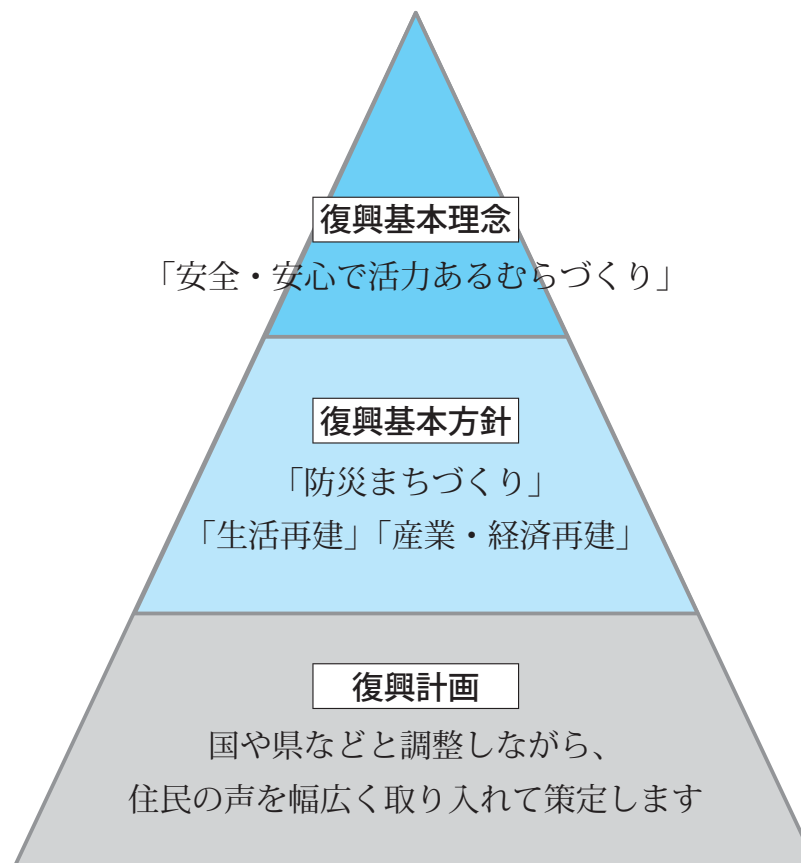 復興基本理念
「安全・安心で活力あるむらづくり」
復興基本方針
「防災まちづくり」
「生活再建」「産業・経済再建」
復興計画
国や県などと調整しながら、
住民の声を幅広く取り入れて策定します